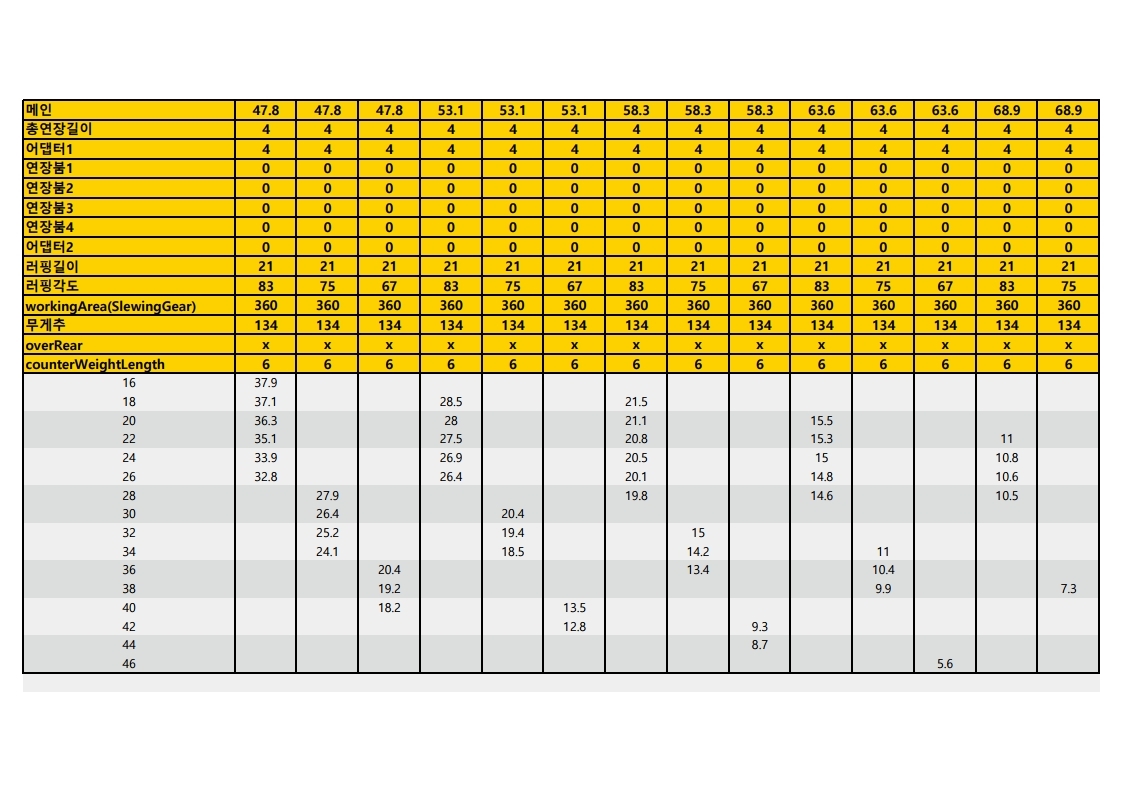 메인 47.8 47.8 47.8 53.1 53.1 53.1 58.3 58.3 58.3 63.6 63.6 63.6 68.9 68.9
총연장길이 4 4 4 4 4 4 4 4 4 4 4 4 4 4
어댑터1 4 4 4 4 4 4 4 4 4 4 4 4 4 4
연장붐1 0 0 0 0 0 0 0 0 0 0 0 0 0 0
연장붐2 0 0 0 0 0 0 0 0 0 0 0 0 0 0
연장붐3 0 0 0 0 0 0 0 0 0 0 0 0 0 0
연장붐4 0 0 0 0 0 0 0 0 0 0 0 0 0 0
어댑터2 0 0 0 0 0 0 0 0 0 0 0 0 0 0
러핑길이 21 21 21 21 21 21 21 21 21 21 21 21 21 21
러핑각도 83 75 67 83 75 67 83 75 67 83 75 67 83 75
workingArea(SlewingGear) 360 360 360 360 360 360 360 360 360 360 360 360 360 360
무게추 134 134 134 134 134 134 134 134 134 134 134 134 134 134
overRear x x x x x x x x x x x x x x
counterWeightLength 6 6 6 6 6 6 6 6 6 6 6 6 6 6
16 37.9
18 37.1 28.5 21.5
20 36.3 28 21.1 15.5
22 35.1 27.5 20.8 15.3 11
24 33.9 26.9 20.5 15 10.8
26 32.8 26.4 20.1 14.8 10.6
28 27.9 19.8 14.6 10.5
30 26.4 20.4
32 25.2 19.4 15
34 24.1 18.5 14.2 11
36 20.4 13.4 10.4
38 19.2 9.9 7.3
40 18.2 13.5
42 12.8 9.3
44 8.7
46 5.6